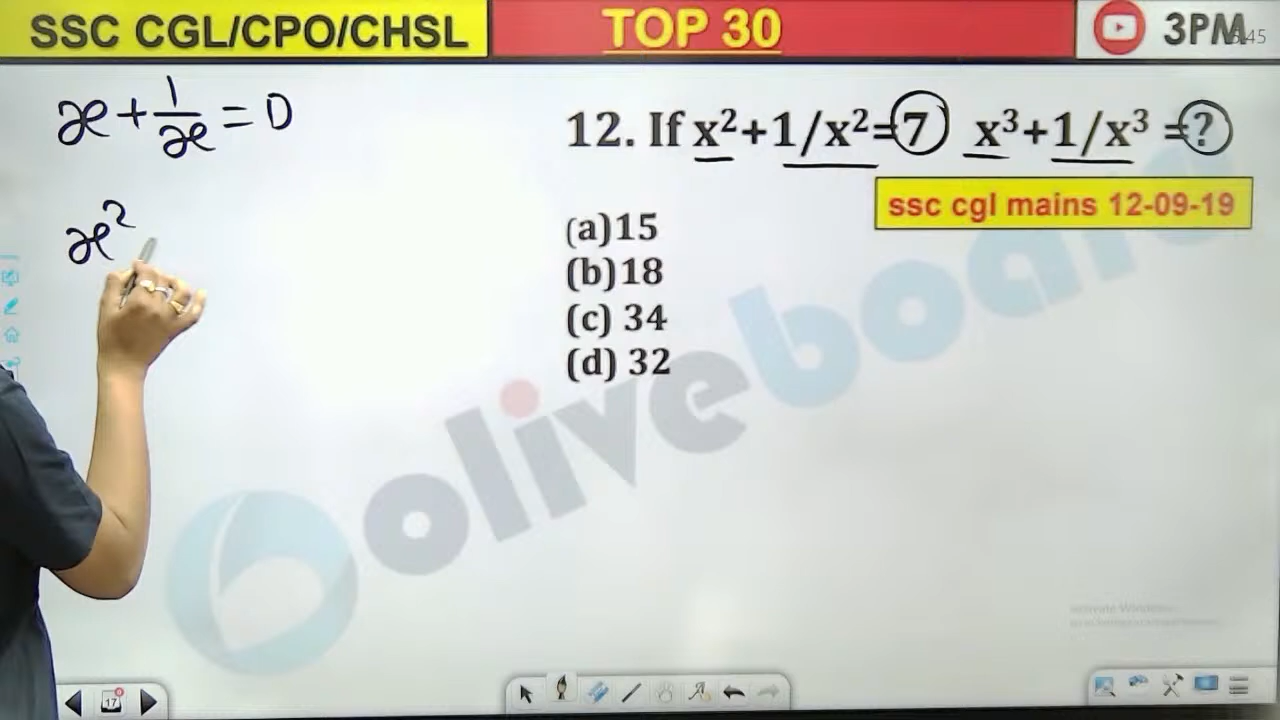 SSC CGL/CPO/CHSL TOP 30 3PM
x + 1/x = 0
12. If x²+1/x²=7 x³+1/x³ =?
ssc cgl mains 12-09-19
x²
(a)15
(b)18
(c) 34
(d) 32
oliveboard
17